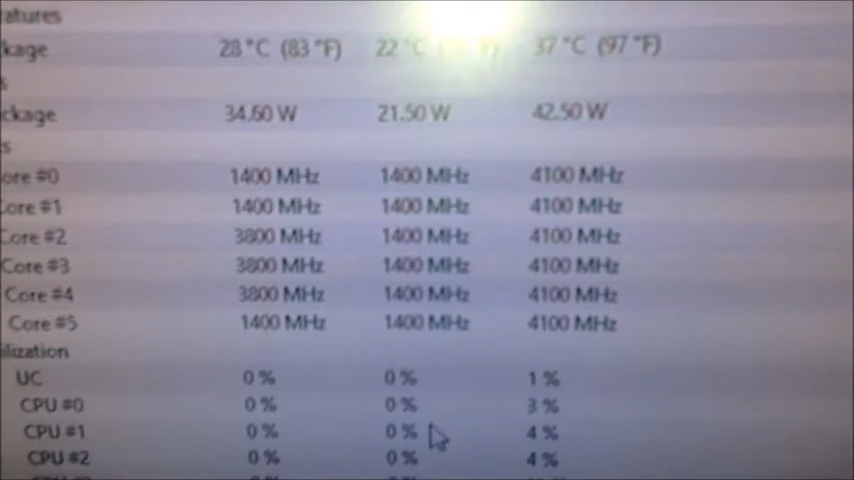 ratures
kage 28 °C (83 °F) 22 °C °F) 37 °C (97 °F)
s
ckage 34.60 W 21.50 W 42.50 W
s
ore #0 1400 MHz 1400 MHz 4100 MHz
Core #1 1400 MHz 1400 MHz 4100 MHz
Core #2 3800 MHz 1400 MHz 4100 MHz
Core #3 3800 MHz 1400 MHz 4100 MHz
Core #4 3800 MHz 1400 MHz 4100 MHz
Core #5 1400 MHz 1400 MHz 4100 MHz
ilization
UC 0 % 0 % 1 %
CPU #0 0 % 0 % 3 %
CPU #1 0 % 0 % 4 %
CPU #2 0 % 0 % 4 %